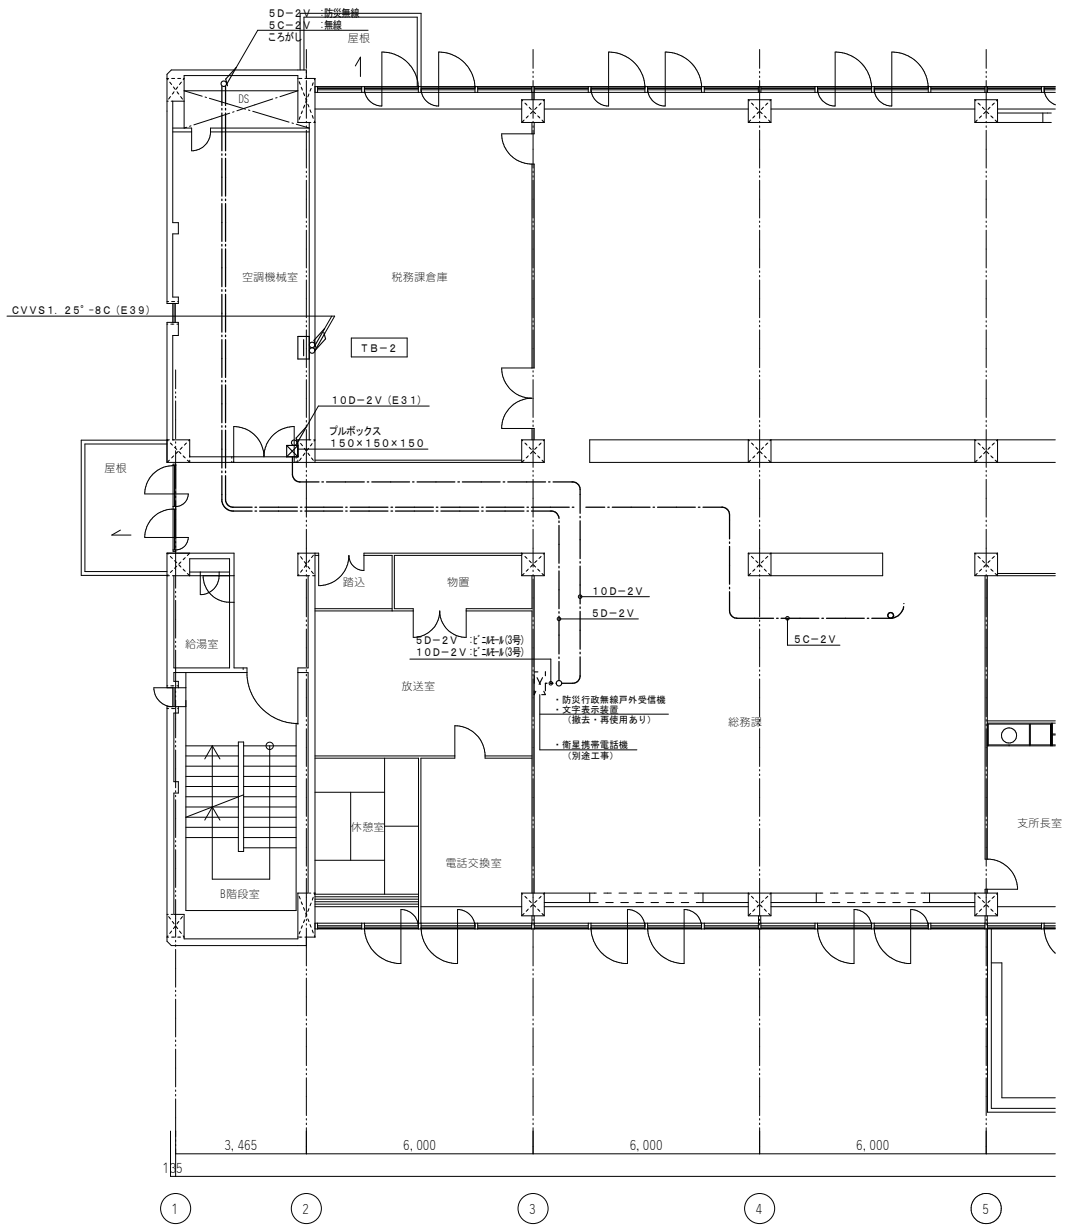 5D-2V :防災無線
5C-2V :無線
ころがし
屋根
DS
空調機械室
税務課倉庫
CVVS1.25°-8C(E39)
TB-2
10D-2V(E31)
プルボックス
150×150×150
屋根
踏込
物置
10D-2V
5D-2V
5C-2V
給湯室
5D-2V :ビニルモール(3号)
10D-2V:ビニルモール(3号)
放送室
・防災行政無線戸外受信機
・文字表示装置
(撤去・再使用あり)
・衛星携帯電話機
(別途工事)
総務課
支所長室
休憩室
電話交換室
B階段室
3,465
6,000
6,000
6,000
135
1
2
3
4
5